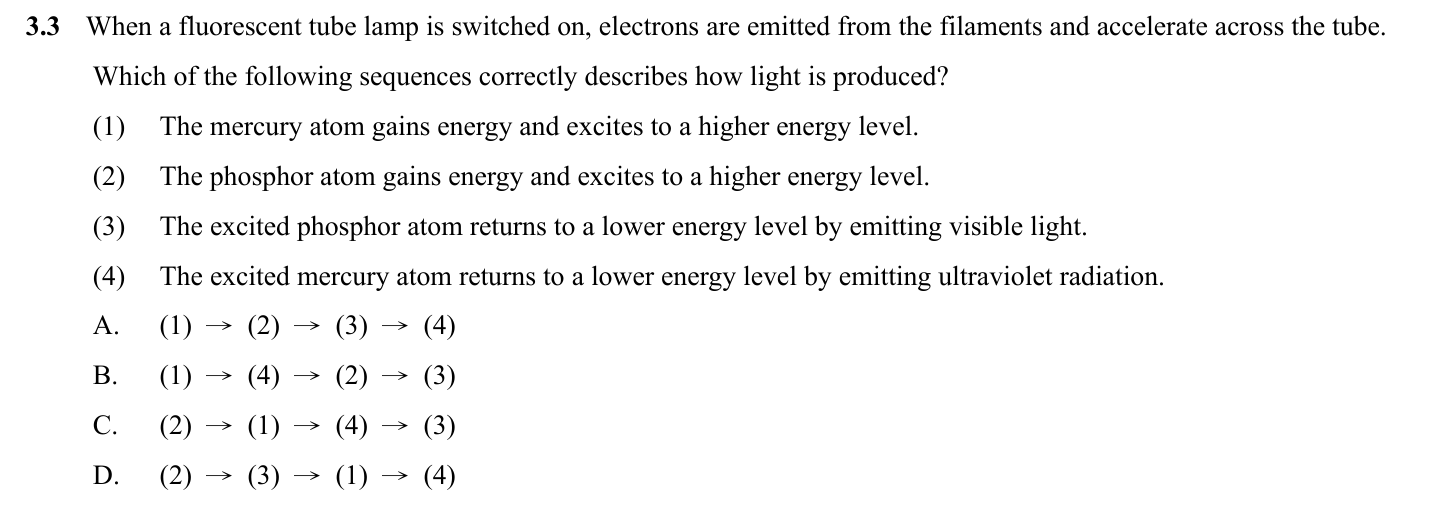 3.3 When a fluorescent tube lamp is switched on, electrons are emitted from the filaments and accelerate across the tube.
Which of the following sequences correctly describes how light is produced?
(1) The mercury atom gains energy and excites to a higher energy level.
(2) The phosphor atom gains energy and excites to a higher energy level.
(3) The excited phosphor atom returns to a lower energy level by emitting visible light.
(4) The excited mercury atom returns to a lower energy level by emitting ultraviolet radiation.
A. (1) → (2) → (3) → (4)
B. (1) → (4) → (2) → (3)
C. (2) → (1) → (4) → (3)
D. (2) → (3) → (1) → (4)